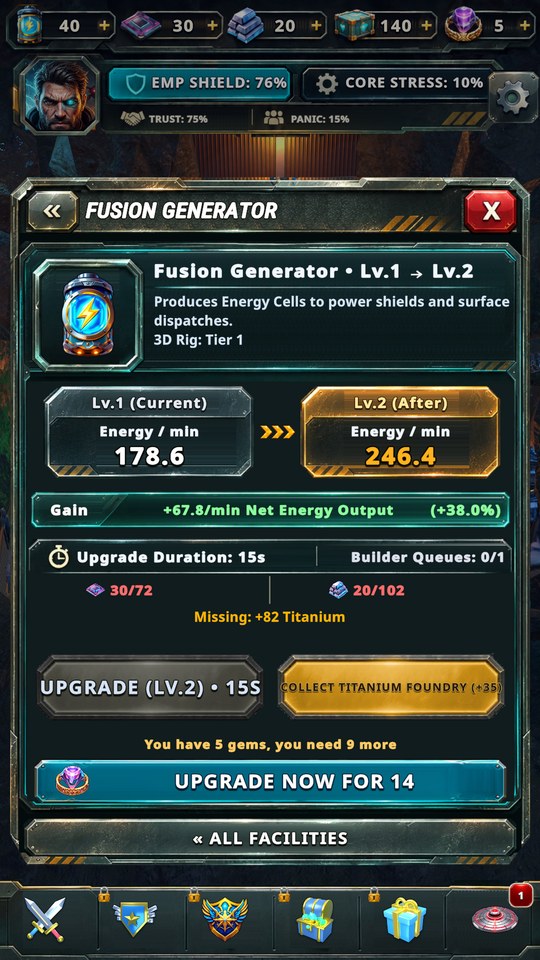 40 + 30 + 20 + 140 + 5 +
EMP SHIELD: 76% CORE STRESS: 10%
TRUST: 75% PANIC: 15%
« FUSION GENERATOR X
Fusion Generator • Lv.1 → Lv.2
Produces Energy Cells to power shields and surface
dispatches.
3D Rig: Tier 1
Lv.1 (Current) Lv.2 (After)
Energy / min Energy / min
178.6 246.4
Gain +67.8/min Net Energy Output (+38.0%)
Upgrade Duration: 15s Builder Queues: 0/1
30/72 20/102
Missing: +82 Titanium
UPGRADE (LV.2) • 15S COLLECT TITANIUM FOUNDRY (+35)
You have 5 gems, you need 9 more
UPGRADE NOW FOR 14
« ALL FACILITIES
1